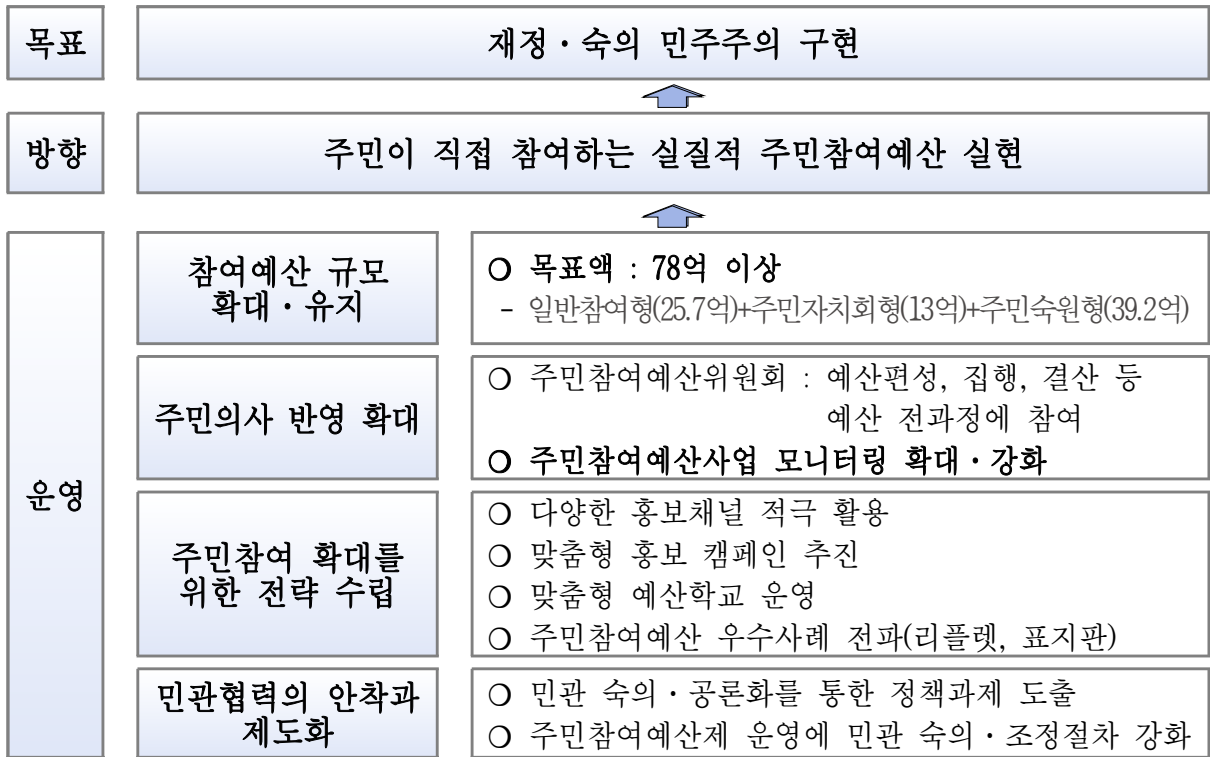 목표
재정·숙의 민주주의 구현
방향
주민이 직접 참여하는 실질적 주민참여예산 실현
운영
참여예산 규모
확대·유지
❍ 목표액 : 78억 이상
- 일반참여형(25.7억)+주민자치회형(13억)+주민숙원형(39.2억)
주민의사 반영 확대
❍ 주민참여예산위원회 : 예산편성, 집행, 결산 등
예산 전과정에 참여
❍ 주민참여예산사업 모니터링 확대·강화
주민참여 확대를
위한 전략 수립
❍ 다양한 홍보채널 적극 활용
❍ 맞춤형 홍보 캠페인 추진
❍ 맞춤형 예산학교 운영
❍ 주민참여예산 우수사례 전파(리플렛, 표지판)
민관협력의 안착과
제도화
❍ 민관 숙의·공론화를 통한 정책과제 도출
❍ 주민참여예산제 운영에 민관 숙의·조정절차 강화